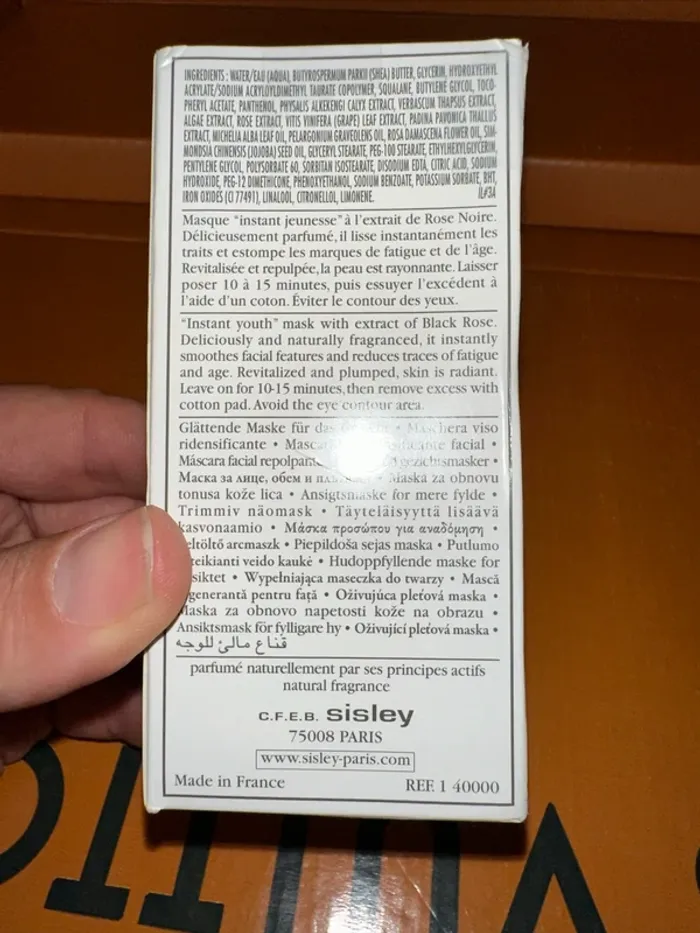 INGREDIENTS : WATER/EAU (AQUA), BUTYROSPERMUM PARKII (SHEA) BUTTER, GLYCERIN, HYDROXYETHYL
ACRYLATE/SODIUM ACRYLOYLDIMETHYL TAURATE COPOLYMER, SQUALANE, BUTYLENE GLYCOL, TOCO-
PHERYL ACETATE, PANTHENOL, PHYSALIS ALKEKENGI CALYX EXTRACT, VERBASCUM THAPSUS EXTRACT,
ALGAE EXTRACT, ROSE EXTRACT, VITIS VINIFERA (GRAPE) LEAF EXTRACT, PADINA PAVONICA THALLUS
EXTRACT, MICHELIA ALBA LEAF OIL, PELARGONIUM GRAVEOLENS OIL, ROSA DAMASCENA FLOWER OIL, SIM-
MONDSIA CHINENSIS (JOJOBA) SEED OIL, GLYCERYL STEARATE, PEG-100 STEARATE, ETHYLHEXYLGLYCERIN,
PENTYLENE GLYCOL, POLYSORBATE 60, SORBITAN ISOSTEARATE, DISODIUM EDTA, CITRIC ACID, SODIUM
HYDROXIDE, PEG-12 DIMETHICONE, PHENOXYETHANOL, SODIUM BENZOATE, POTASSIUM SORBATE, BHT,
IRON OXIDES (CI 77491), LINALOOL, CITRONELLOL, LIMONENE. IL#3A
Masque "instant jeunesse" à l'extrait de Rose Noire.
Délicieusement parfumé, il lisse instantanément les
traits et estompe les marques de fatigue et de l'âge.
Revitalisée et repulpée, la peau est rayonnante. Laisser
poser 10 à 15 minutes, puis essuyer l'excédent à
l'aide d'un coton. Éviter le contour des yeux.
"Instant youth" mask with extract of Black Rose.
Deliciously and naturally fragranced, it instantly
smoothes facial features and reduces traces of fatigue
and age. Revitalized and plumped, skin is radiant.
Leave on for 10-15 minutes, then remove excess with
cotton pad. Avoid the eye contour area.
Glättende Maske für das • Maschera viso
ridensificante • facial •
Máscara facial gezichtsmasker •
Маска за лице, обем и • Maska za obnovu
tonusa kože lica • Ansigtsmaske for mere fylde •
Trimmiv näomask • Täyteläisyyttä lisäävä
kasvonaamio • Μάσκα προσώπου για αναδόμηση •
eltöltő arcmaszk • Piepildoša sejas maska • Putlumo
teikianti veido kaukė • Hudoppfyllende maske for
siktet • Wypełniająca maseczka do twarzy • Mască
generantă pentru față • Oživujúca pleťová maska •
Maska za obnovo napetosti kože na obrazu •
Ansiktsmask för fylligare hy • Oživující pleťová maska •
قناع مالئ للوجه
parfumé naturellement par ses principes actifs
natural fragrance
C.F.E.B. sisley
75008 PARIS
www.sisley-paris.com
Made in France REF. 1 40000